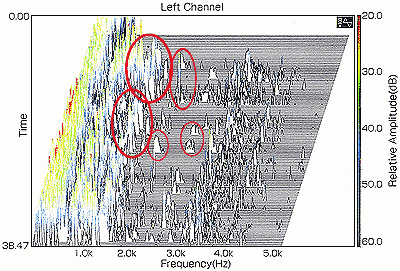 Left Channel
0.00
20.0
30.0
40.0
50.0
60.0
Time
Relative Amplitude(dB)
38.47
1.0k 2.0k 3.0k 4.0k 5.0k
Frequency(Hz)